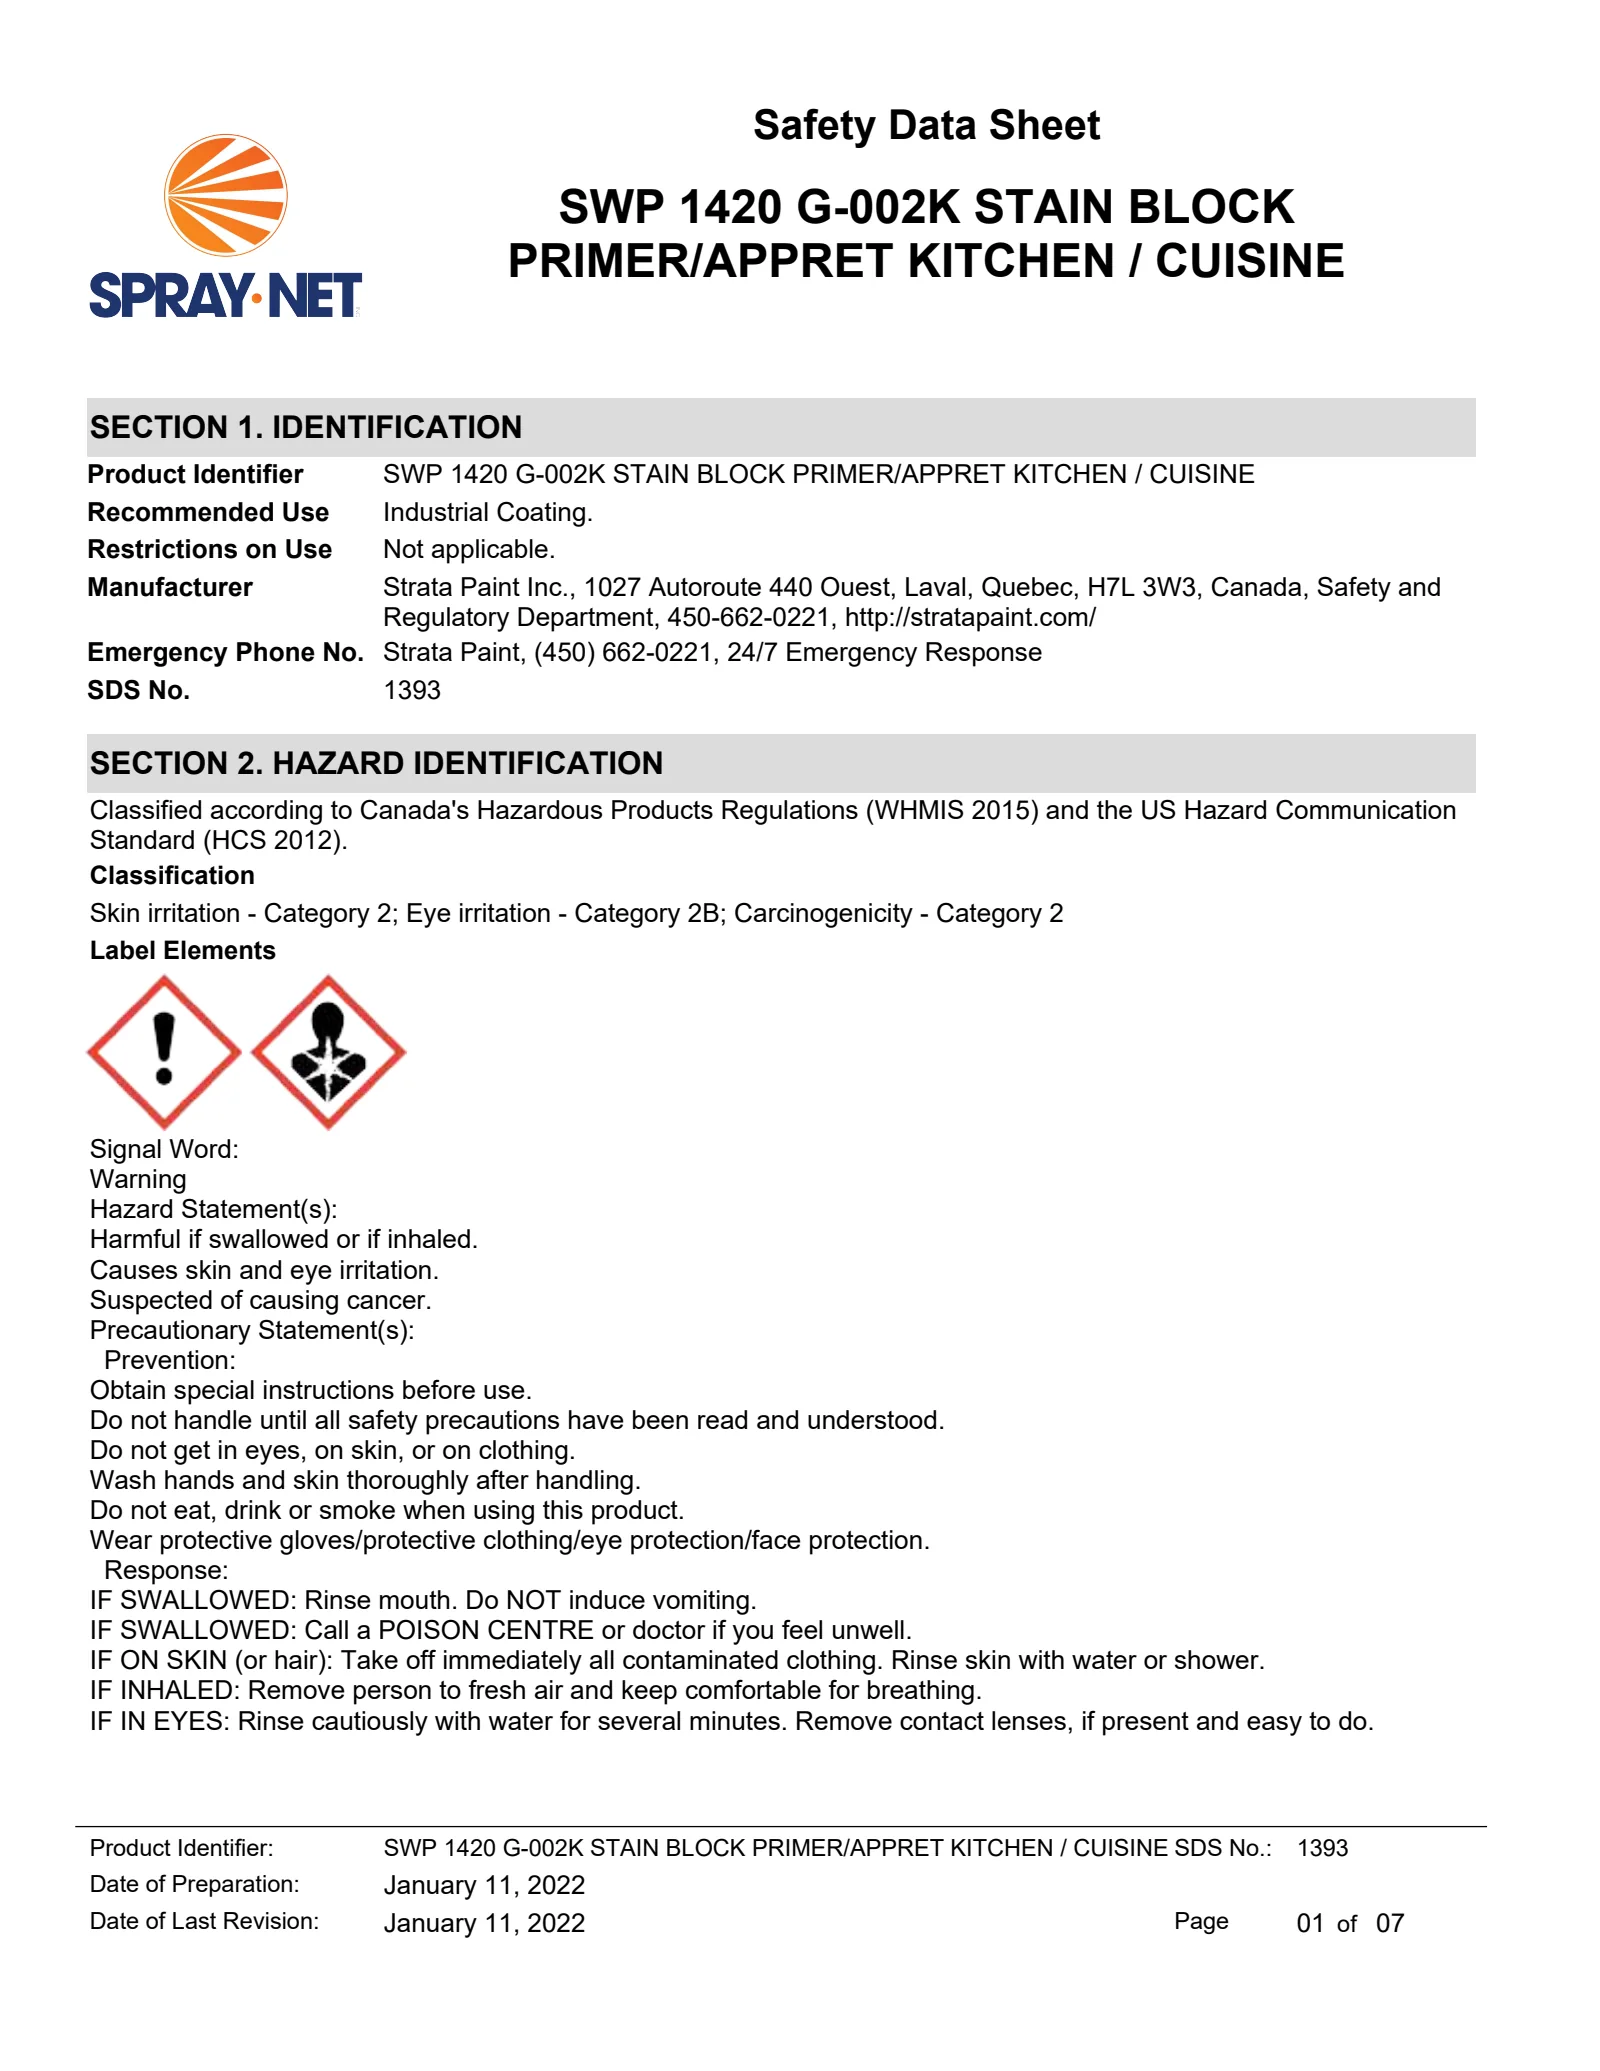 Safety Data Sheet
SWP 1420 G-002K STAIN BLOCK
PRIMER/APPRET KITCHEN / CUISINE
SPRAY·NET
SECTION 1. IDENTIFICATION
Product Identifier SWP 1420 G-002K STAIN BLOCK PRIMER/APPRET KITCHEN / CUISINE
Recommended Use Industrial Coating.
Restrictions on Use Not applicable.
Manufacturer Strata Paint Inc., 1027 Autoroute 440 Ouest, Laval, Quebec, H7L 3W3, Canada, Safety and
Regulatory Department, 450-662-0221, http://stratapaint.com/
Emergency Phone No. Strata Paint, (450) 662-0221, 24/7 Emergency Response
SDS No. 1393
SECTION 2. HAZARD IDENTIFICATION
Classified according to Canada's Hazardous Products Regulations (WHMIS 2015) and the US Hazard Communication
Standard (HCS 2012).
Classification
Skin irritation - Category 2; Eye irritation - Category 2B; Carcinogenicity - Category 2
Label Elements
Signal Word:
Warning
Hazard Statement(s):
Harmful if swallowed or if inhaled.
Causes skin and eye irritation.
Suspected of causing cancer.
Precautionary Statement(s):
Prevention:
Obtain special instructions before use.
Do not handle until all safety precautions have been read and understood.
Do not get in eyes, on skin, or on clothing.
Wash hands and skin thoroughly after handling.
Do not eat, drink or smoke when using this product.
Wear protective gloves/protective clothing/eye protection/face protection.
Response:
IF SWALLOWED: Rinse mouth. Do NOT induce vomiting.
IF SWALLOWED: Call a POISON CENTRE or doctor if you feel unwell.
IF ON SKIN (or hair): Take off immediately all contaminated clothing. Rinse skin with water or shower.
IF INHALED: Remove person to fresh air and keep comfortable for breathing.
IF IN EYES: Rinse cautiously with water for several minutes. Remove contact lenses, if present and easy to do.
Product Identifier: SWP 1420 G-002K STAIN BLOCK PRIMER/APPRET KITCHEN / CUISINE SDS No.: 1393
Date of Preparation: January 11, 2022
Date of Last Revision: January 11, 2022 Page 01 of 07